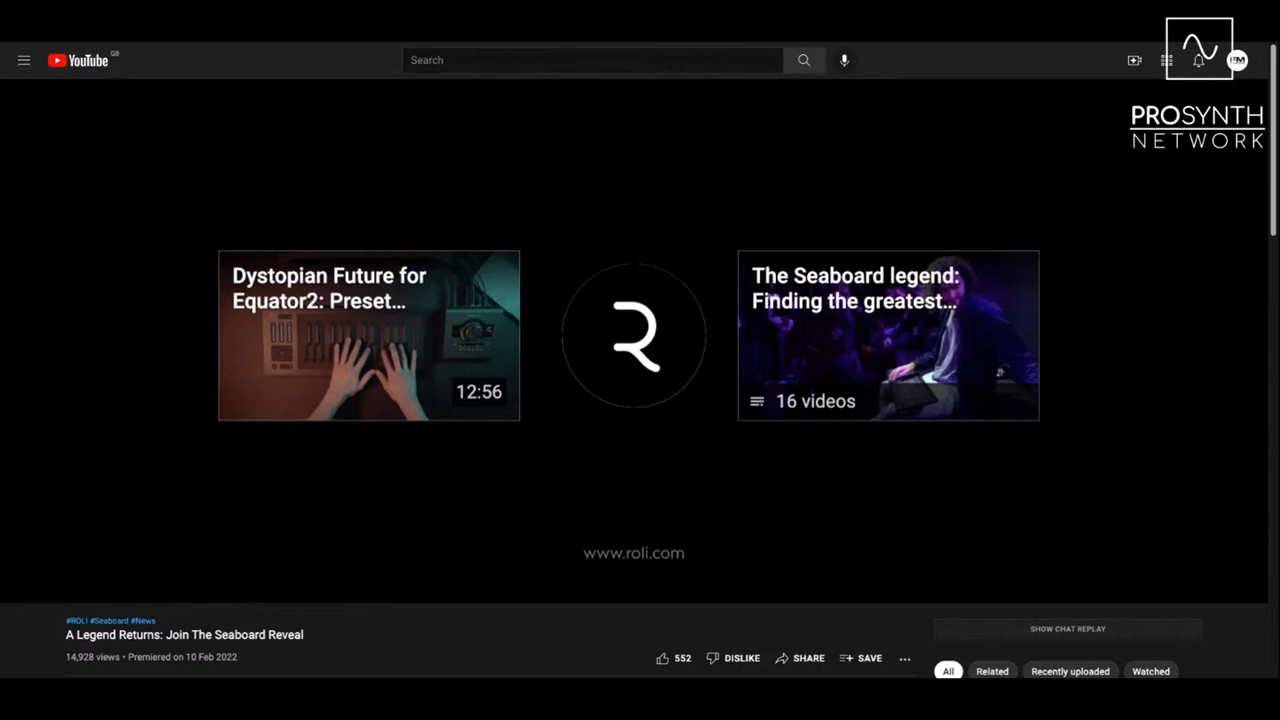 YouTube GB
Search
PROSYNTH
NETWORK
Dystopian Future for
Equator2: Preset...
12:56
The Seaboard legend:
Finding the greatest...
16 videos
www.roli.com
#ROLI #Seaboard #News
A Legend Returns: Join The Seaboard Reveal
14,928 views • Premiered on 10 Feb 2022
552 DISLIKE SHARE SAVE ...
SHOW CHAT REPLAY
All Related Recently uploaded Watched